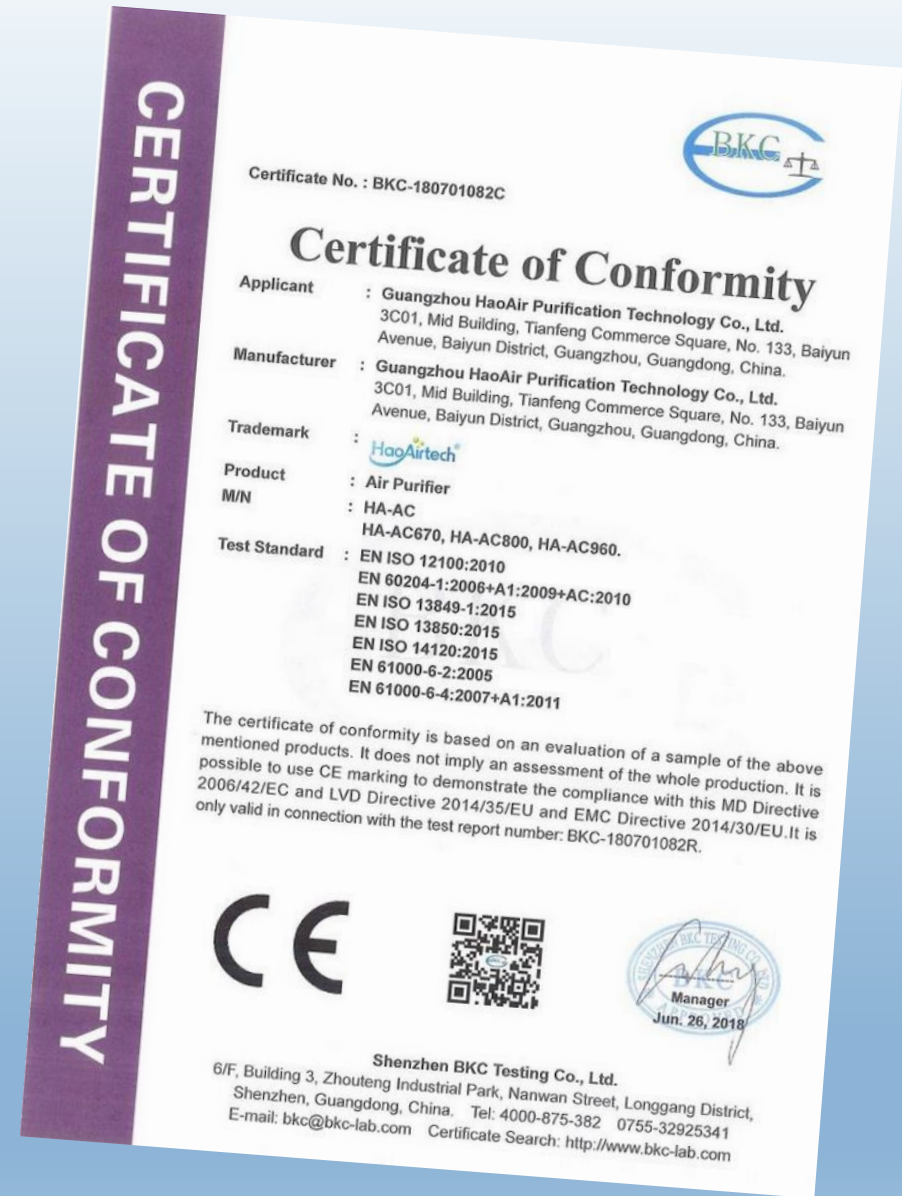 CERTIFICATE OF CONFORMITY
BKC
Certificate No. : BKC-180701082C
Certificate of Conformity
Applicant : Guangzhou HaoAir Purification Technology Co., Ltd.
3C01, Mid Building, Tianfeng Commerce Square, No. 133, Baiyun
Avenue, Baiyun District, Guangzhou, Guangdong, China.
Manufacturer : Guangzhou HaoAir Purification Technology Co., Ltd.
3C01, Mid Building, Tianfeng Commerce Square, No. 133, Baiyun
Avenue, Baiyun District, Guangzhou, Guangdong, China.
Trademark : HaoAirtech®
Product : Air Purifier
M/N : HA-AC
HA-AC670, HA-AC800, HA-AC960.
Test Standard : EN ISO 12100:2010
EN 60204-1:2006+A1:2009+AC:2010
EN ISO 13849-1:2015
EN ISO 13850:2015
EN ISO 14120:2015
EN 61000-6-2:2005
EN 61000-6-4:2007+A1:2011
The certificate of conformity is based on an evaluation of a sample of the above
mentioned products. It does not imply an assessment of the whole production. It is
possible to use CE marking to demonstrate the compliance with this MD Directive
2006/42/EC and LVD Directive 2014/35/EU and EMC Directive 2014/30/EU.It is
only valid in connection with the test report number: BKC-180701082R.
CE
SHENZHEN BKC TESTING CO., LTD
BKC
Manager
Jun. 26, 2018
APPROVED
Shenzhen BKC Testing Co., Ltd.
6/F, Building 3, Zhouteng Industrial Park, Nanwan Street, Longgang District,
Shenzhen, Guangdong, China. Tel: 4000-875-382 0755-32925341
E-mail: bkc@bkc-lab.com Certificate Search: http://www.bkc-lab.com